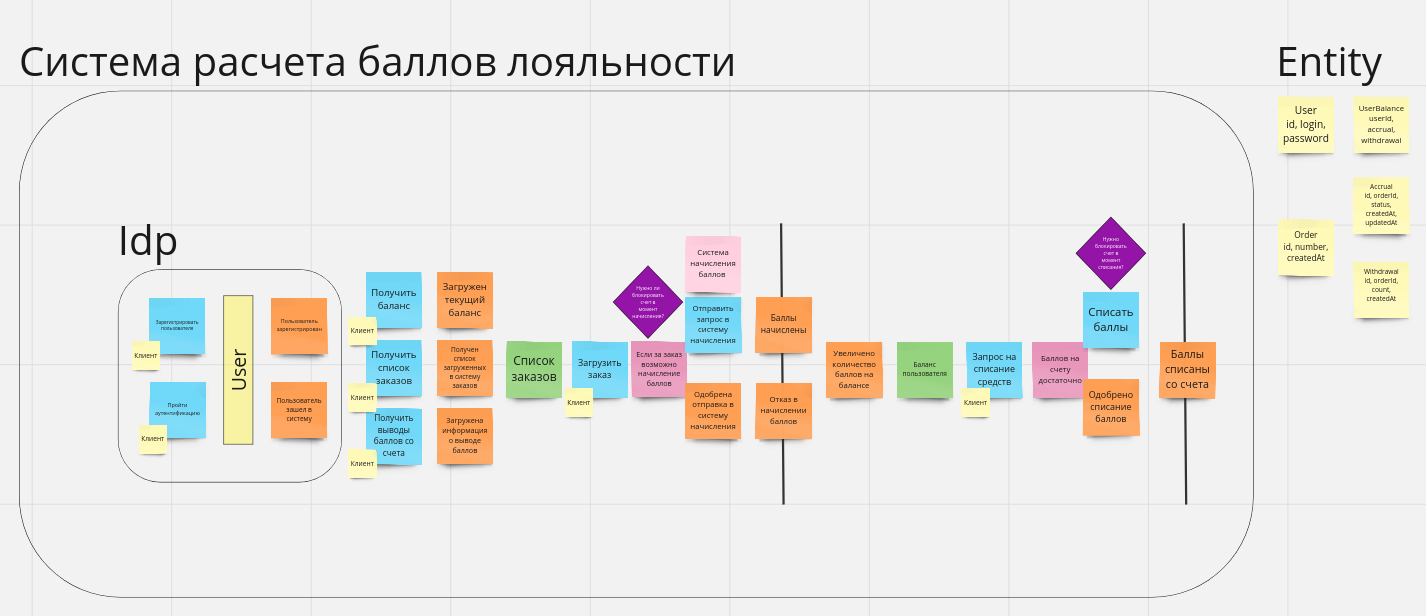 Система расчета баллов лояльности
Entity
User
id, login,
password
UserBalance
userId,
accrual,
withdrawal
Accrual
id, orderId,
status,
createdAt,
updatedAt
Order
id, number,
createdAt
Withdrawal
id, orderId,
count,
createdAt
Idp
Зарегистрировать
пользователя
Клиент
Пройти
аутентификацию
Клиент
User
Пользователь
зарегистрирован
Пользователь
зашел в
систему
Получить
баланс
Клиент
Загружен
текущий
баланс
Получить
список
заказов
Клиент
Получен
список
загруженных
в систему
заказов
Получить
выводы
баллов со
счета
Клиент
Загружена
информаци
о выводе
баллов
Список
заказов
Загрузить
заказ
Клиент
Нужно ли
блокировать
счет в
момент
начисления?
Если за заказ
возможно
начисление
баллов
Система
начисления
баллов
Отправить
запрос в
систему
начисления
Одобрена
отправка в
систему
начисления
Баллы
начислены
Отказ в
начислении
баллов
Увеличено
количество
баллов на
балансе
Баланс
пользователя
Запрос на
списание
средств
Клиент
Баллов на
счету
достаточно
Нужно
блокировать
счет в
момент
списания?
Списать
баллы
Одобрено
списание
баллов
Баллы
списаны
со счета